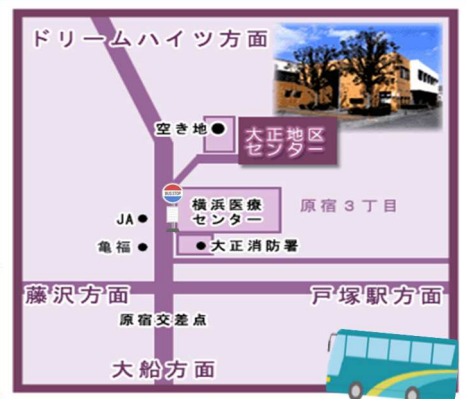 ドリームハイツ方面
空き地
大正地区
センター
横浜医療
センター
原宿３丁目
JA
亀福
大正消防署
藤沢方面
戸塚駅方面
原宿交差点
大船方面